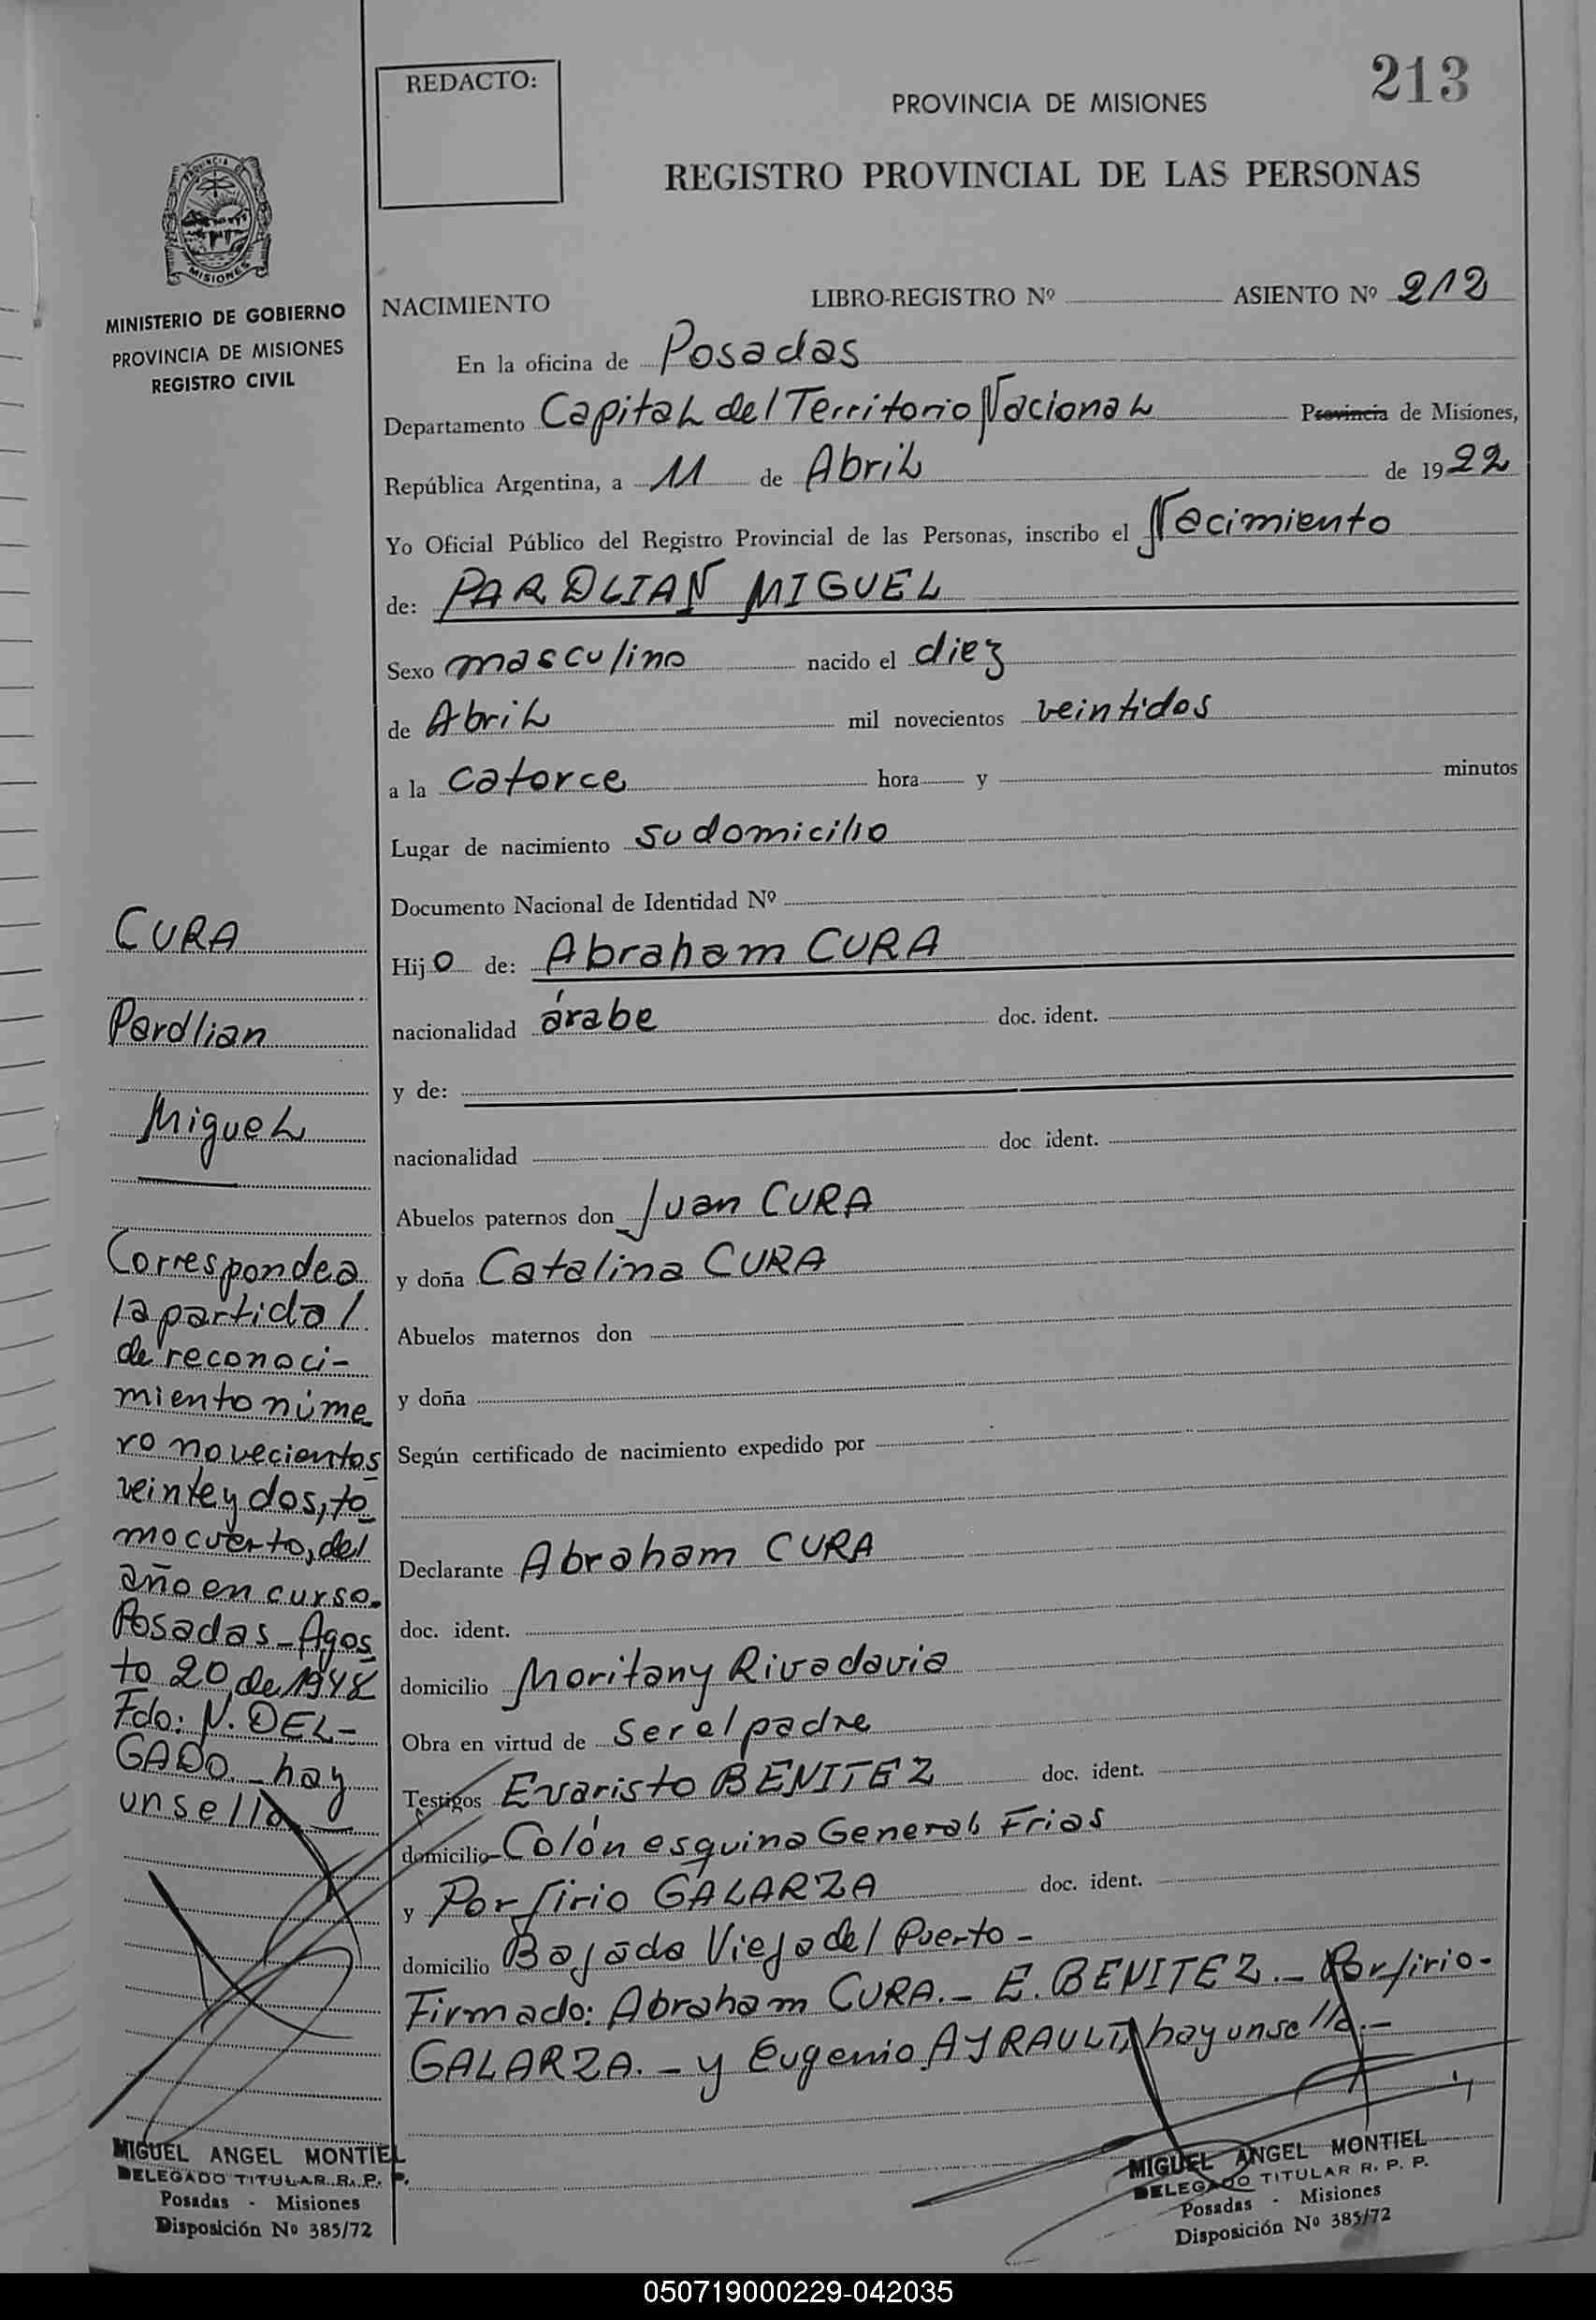 REDACTO:
213
PROVINCIA DE MISIONES
REGISTRO PROVINCIAL DE LAS PERSONAS
PROVINCIA DE
MISIONES
MINISTERIO DE GOBIERNO
PROVINCIA DE MISIONES
REGISTRO CIVIL
NACIMIENTO LIBRO-REGISTRO Nº ASIENTO Nº 212
En la oficina de Posadas
Departamento Capital del Territorio Nacional Provincia de Misiones,
República Argentina, a 11 de Abril de 1922
Yo Oficial Público del Registro Provincial de las Personas, inscribo el Nacimiento
de: PARDLIAN MIGUEL
Sexo masculino nacido el diez
de Abril mil novecientos veintidos
a la catorce hora y minutos
Lugar de nacimiento su domicilio
Documento Nacional de Identidad Nº
Hijo de: Abraham CURA
nacionalidad árabe doc. ident.
y de:
nacionalidad doc ident.
Abuelos paternos don Juan CURA
y doña Catalina CURA
Abuelos maternos don
y doña
Según certificado de nacimiento expedido por
Declarante Abraham CURA
doc. ident.
domicilio Moritan y Rivadavia
Obra en virtud de ser el padre
Testigos Evaristo BENITEZ doc. ident.
domicilio Colón esquina General Frias
y Porfirio GALARZA doc. ident.
domicilio Bajada Vieja del Puerto -
Firmado: Abraham CURA.- E. BENITEZ.- Porfirio-
GALARZA.- y Eugenio AYRAULT, hay un sello.-
CURA
Pardlian
Miguel
Corresponde a
la partida /
de reconoci-
miento núme
ro novecientos
veinte y dos, to
mo cuarto, del
año en curso.
Posadas-Agos
to 20 de 1948
Fdo: N. DEL-
GADO.-hay
un sello
MIGUEL ANGEL MONTIEL
DELEGADO TITULAR R. P. P.
Posadas - Misiones
Disposición Nº 385/72
MIGUEL ANGEL MONTIEL
DELEGADO TITULAR R. P. P.
Posadas - Misiones
Disposición Nº 385/72
050719000229-042035